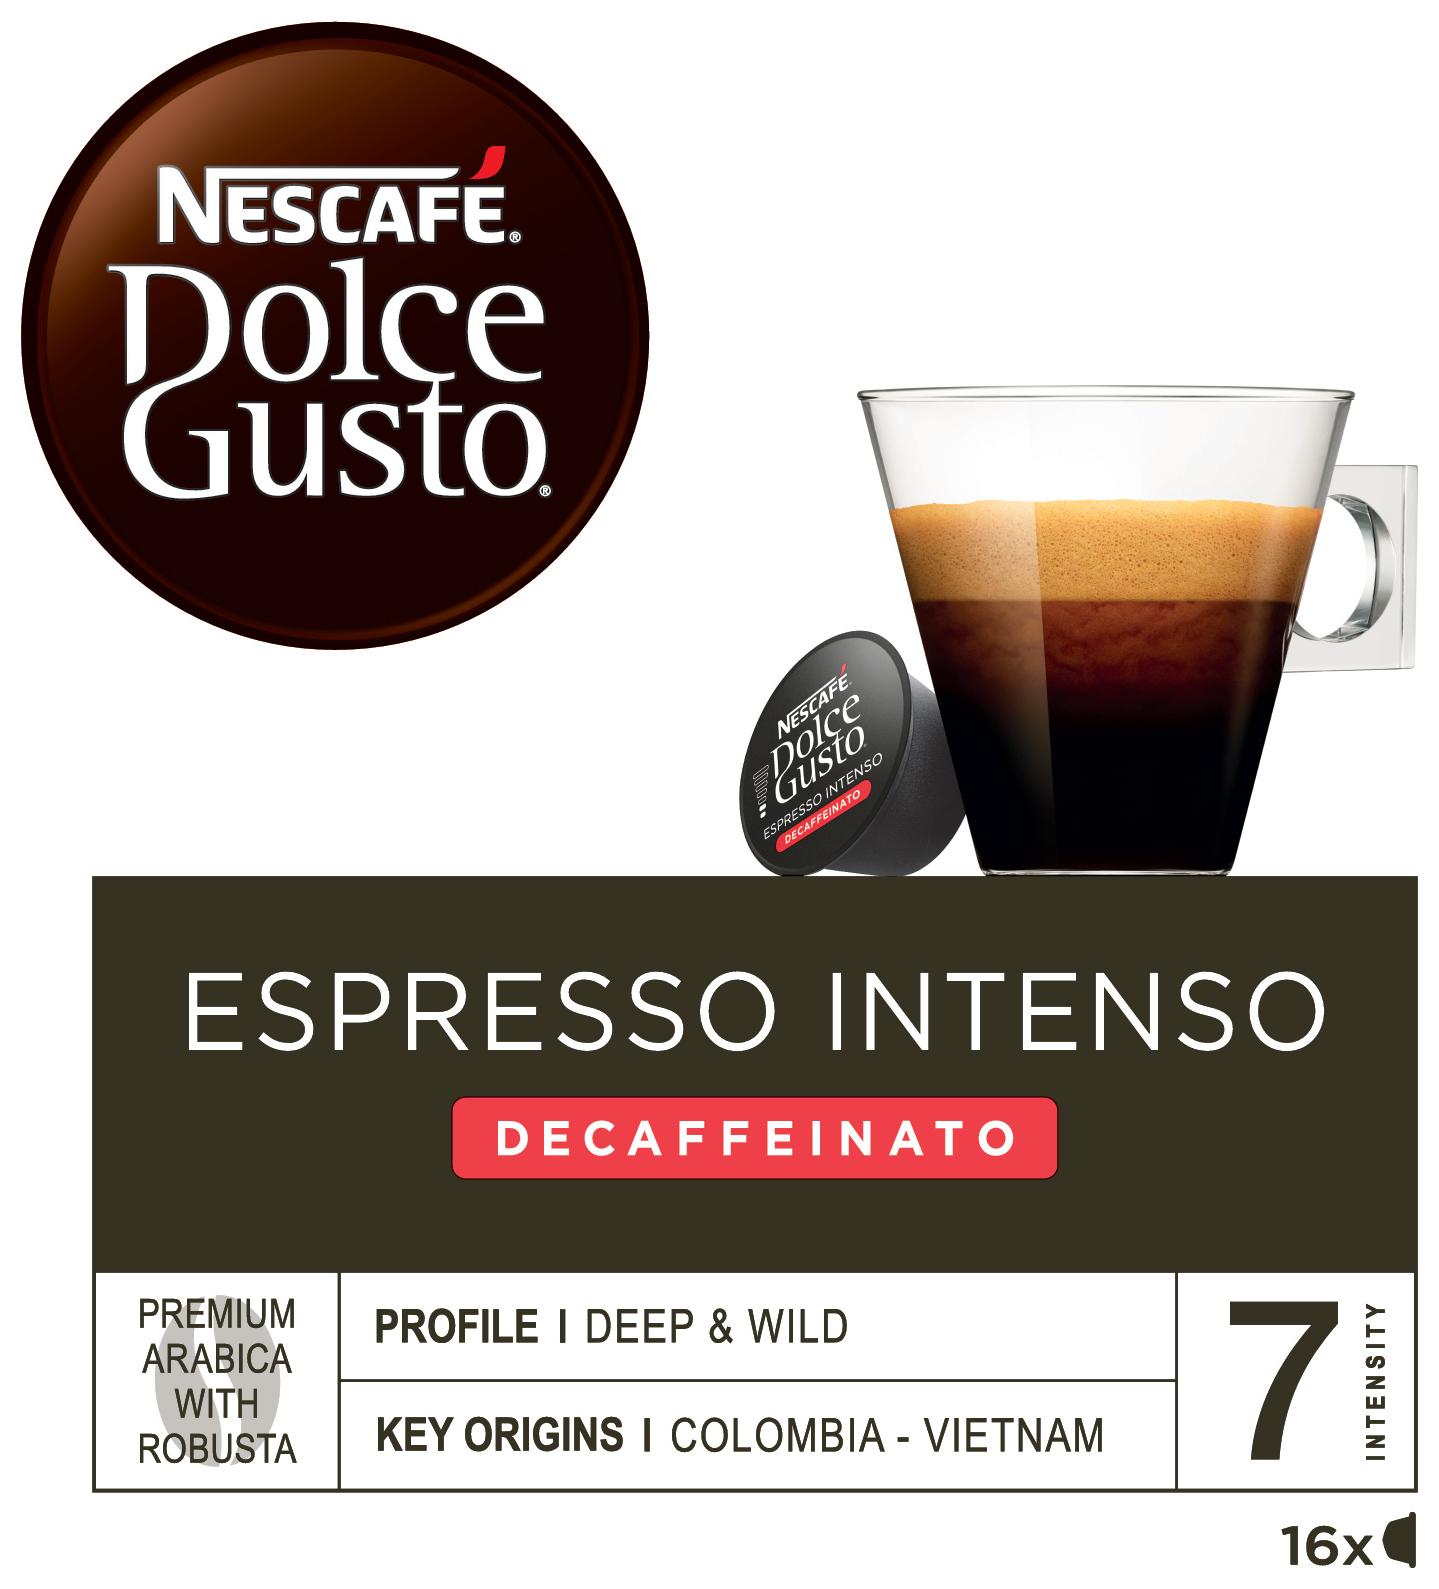 NESCAFÉ®
Dolce
Gusto®
NESCAFÉ
Dolce
Gusto
ESPRESSO INTENSO
DECAFFEINATO
ESPRESSO INTENSO
DECAFFEINATO
PREMIUM
ARABICA
WITH
ROBUSTA
PROFILE | DEEP & WILD
KEY ORIGINS | COLOMBIA - VIETNAM
7
INTENSITY
16x